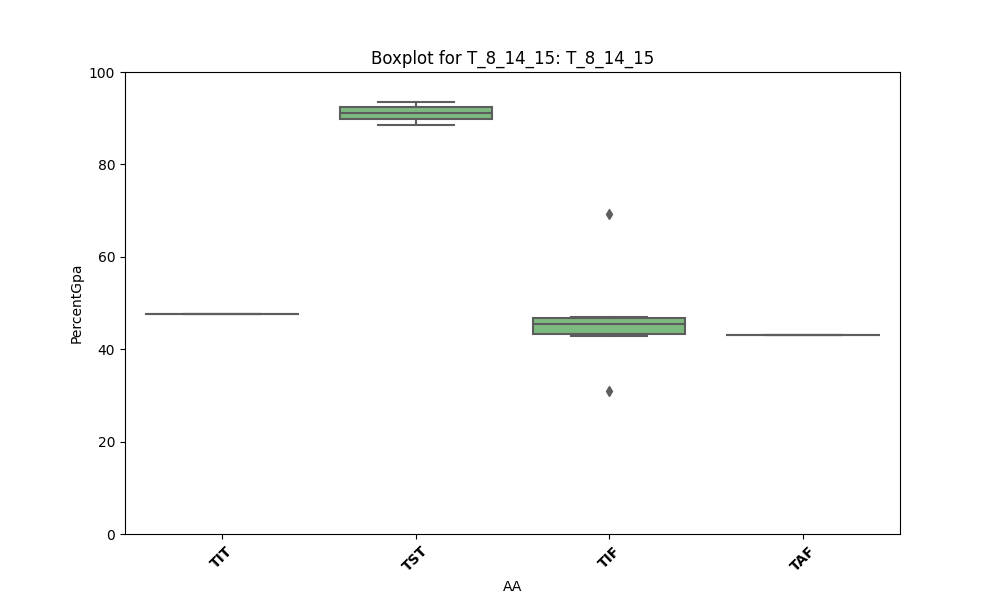 Boxplot for T_8_14_15: T_8_14_15
100
80
60
40
20
0
PercentGpa
TIT
TST
TIF
TAF
AA